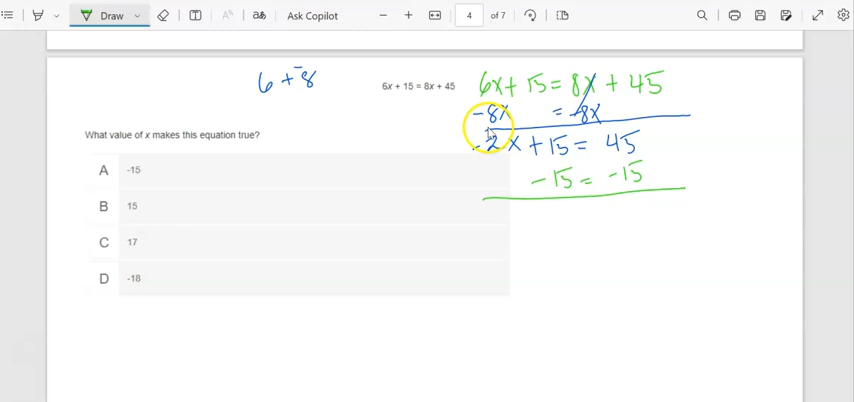 Draw
Ask Copilot
4 of 7
6 + -8
6x + 15 = 8x + 45
6x + 15 = 8x + 45
-8x = -8x
-2x + 15 = 45
-15 = -15
What value of x makes this equation true?
A -15
B 15
C 17
D -18